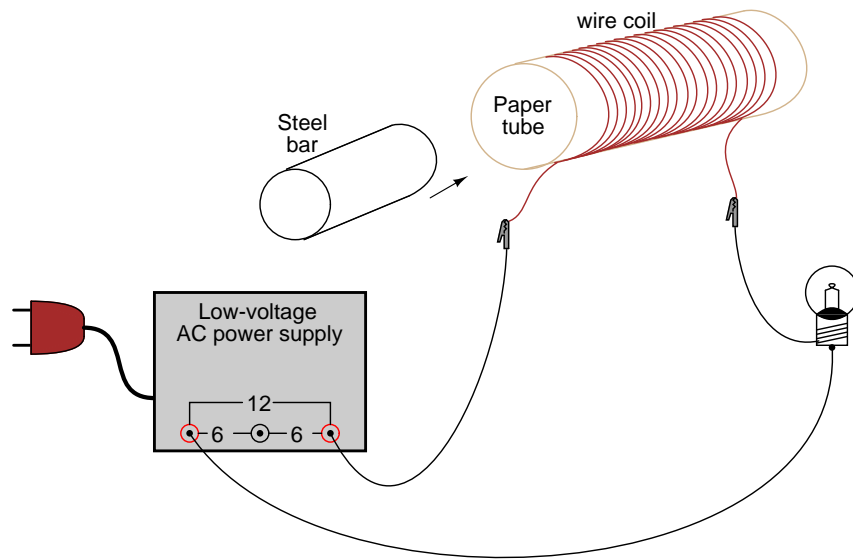 wire coil
Paper
tube
Steel
bar
Low-voltage
AC power supply
12
6 6